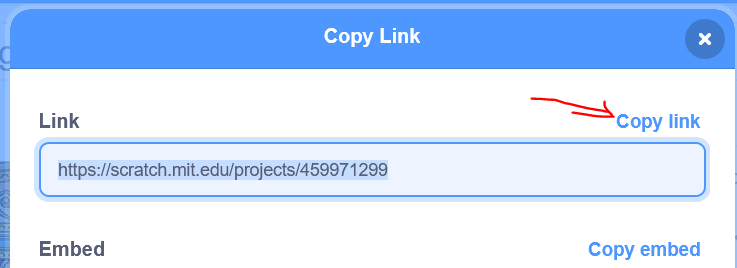 Copy Link
Link
Copy link
https://scratch.mit.edu/projects/459971299
Embed
Copy embed